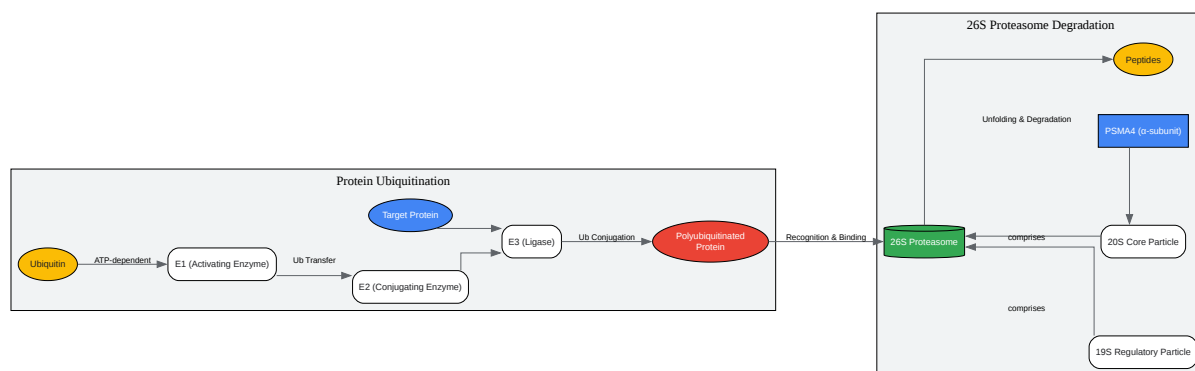 26S Proteasome Degradation
Peptides
Unfolding & Degradation
PSMA4 (α-subunit)
Protein Ubiquitination
Target Protein
E3 (Ligase)
Ub Conjugation
Polyubiquitinated
Protein
Recognition & Binding
26S Proteasome
comprises
20S Core Particle
Ubiquitin
ATP-dependent
E1 (Activating Enzyme)
Ub Transfer
E2 (Conjugating Enzyme)
comprises
19S Regulatory Particle